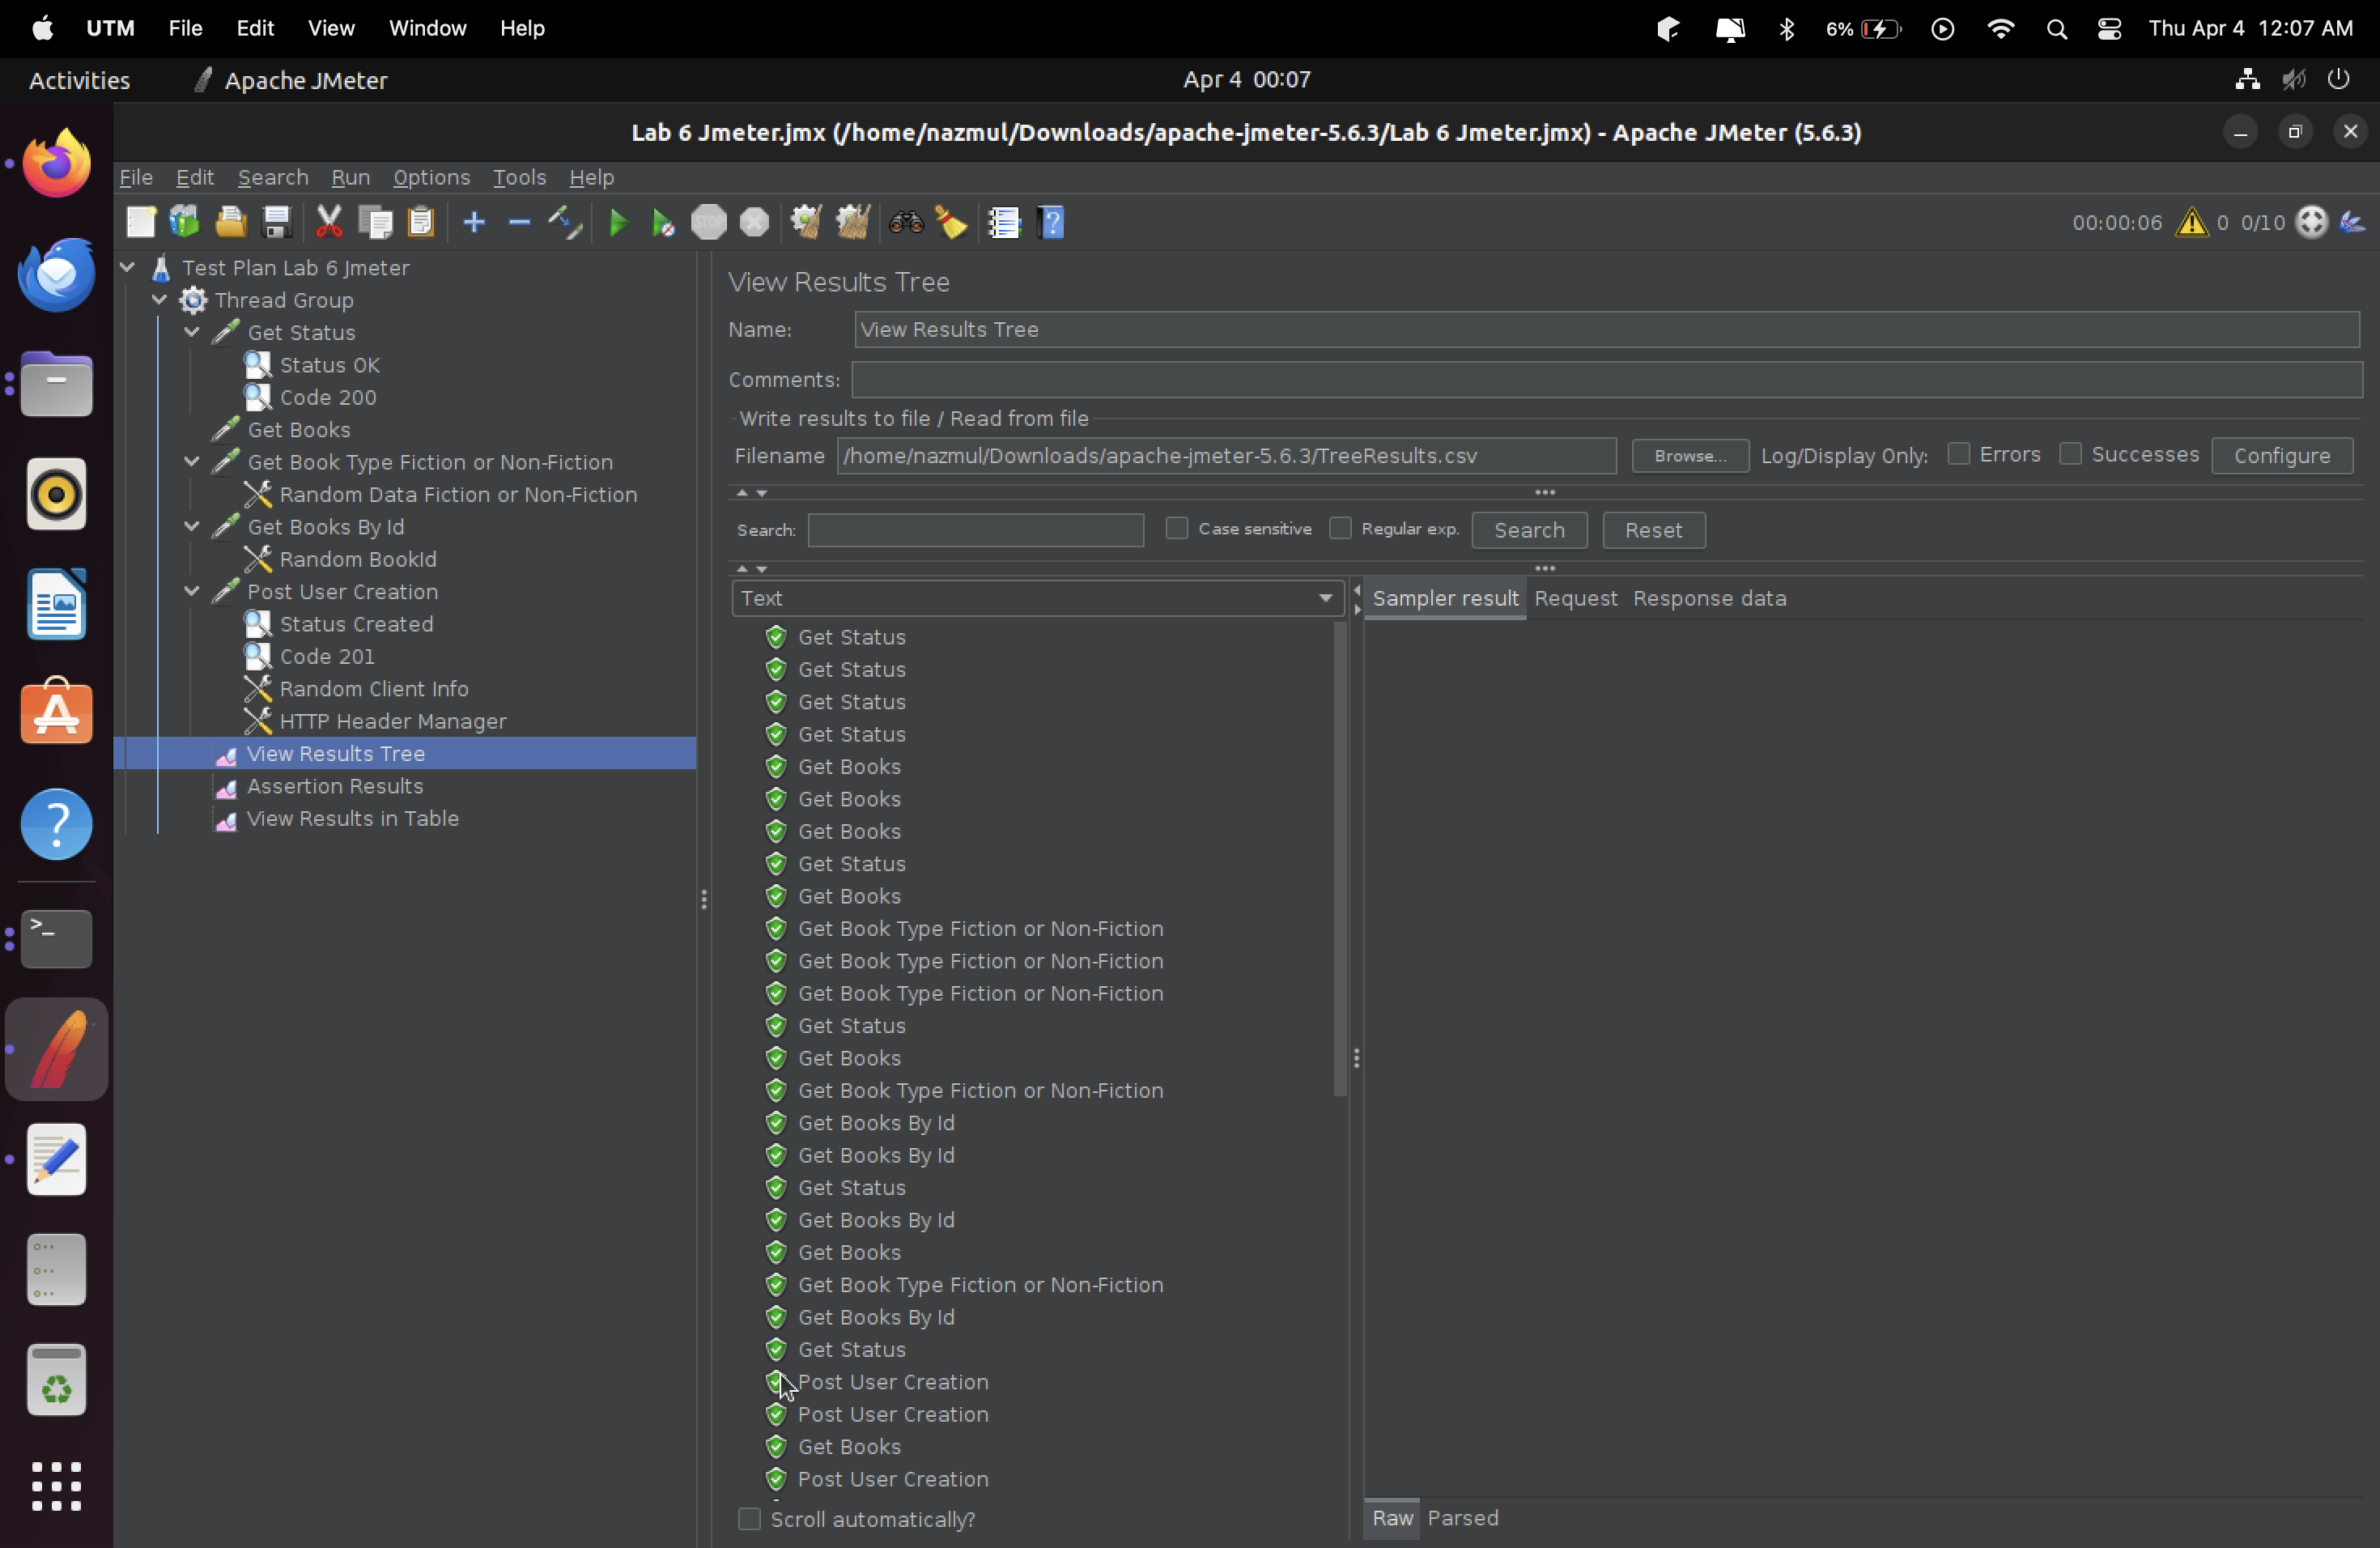 UTM File Edit View Window Help 6% Thu Apr 4 12:07 AM
Activities Apache JMeter Apr 4 00:07
Lab 6 Jmeter.jmx (/home/nazmul/Downloads/apache-jmeter-5.6.3/Lab 6 Jmeter.jmx) - Apache JMeter (5.6.3)
File Edit Search Run Options Tools Help
STOP 00:00:06 0 0/10
Test Plan Lab 6 Jmeter
Thread Group
Get Status
Status OK
Code 200
Get Books
Get Book Type Fiction or Non-Fiction
Random Data Fiction or Non-Fiction
Get Books By Id
Random BookId
Post User Creation
Status Created
Code 201
Random Client Info
HTTP Header Manager
View Results Tree
Assertion Results
View Results in Table
View Results Tree
Name: View Results Tree
Comments:
Write results to file / Read from file
Filename /home/nazmul/Downloads/apache-jmeter-5.6.3/TreeResults.csv Browse... Log/Display Only: Errors Successes Configure
Search: Case sensitive Regular exp. Search Reset
Text
Sampler result Request Response data
Get Status
Get Status
Get Status
Get Status
Get Books
Get Books
Get Books
Get Status
Get Books
Get Book Type Fiction or Non-Fiction
Get Book Type Fiction or Non-Fiction
Get Book Type Fiction or Non-Fiction
Get Status
Get Books
Get Book Type Fiction or Non-Fiction
Get Books By Id
Get Books By Id
Get Status
Get Books By Id
Get Books
Get Book Type Fiction or Non-Fiction
Get Books By Id
Get Status
Post User Creation
Post User Creation
Get Books
Post User Creation
Scroll automatically?
Raw Parsed